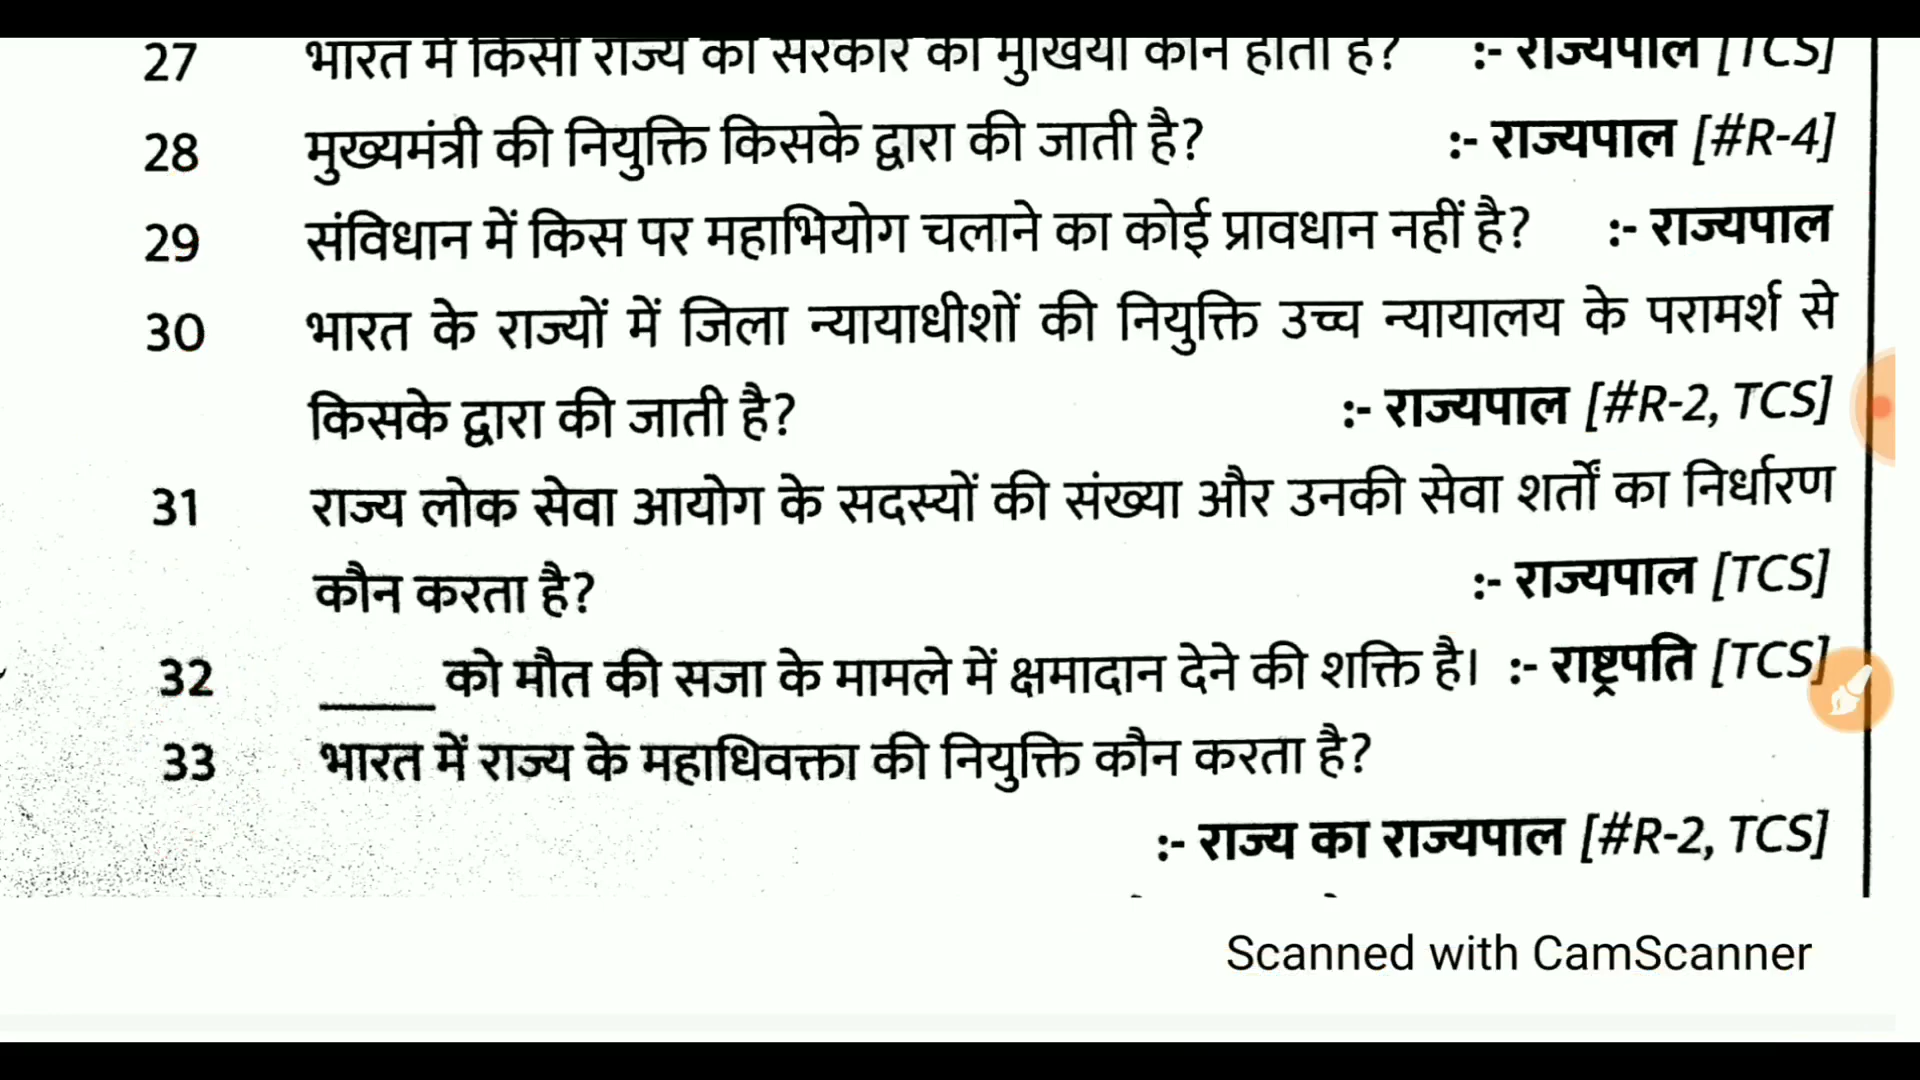 27 भारत में किसी राज्य की सरकार का मुखिया कौन होता है? :- राज्यपाल [TCS]
28 मुख्यमंत्री की नियुक्ति किसके द्वारा की जाती है? :- राज्यपाल [#R-4]
29 संविधान में किस पर महाभियोग चलाने का कोई प्रावधान नहीं है? :- राज्यपाल
30 भारत के राज्यों में जिला न्यायाधीशों की नियुक्ति उच्च न्यायालय के परामर्श से
किसके द्वारा की जाती है? :- राज्यपाल [#R-2, TCS]
31 राज्य लोक सेवा आयोग के सदस्यों की संख्या और उनकी सेवा शर्तों का निर्धारण
कौन करता है? :- राज्यपाल [TCS]
32 _____ को मौत की सजा के मामले में क्षमादान देने की शक्ति है। :- राष्ट्रपति [TCS]
33 भारत में राज्य के महाधिवक्ता की नियुक्ति कौन करता है?
:- राज्य का राज्यपाल [#R-2, TCS]
Scanned with CamScanner